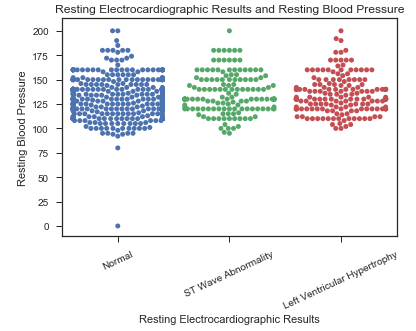 Resting Electrocardiographic Results and Resting Blood Pressure
200
175
150
125
100
75
50
25
0
Resting Blood Pressure
Normal
ST Wave Abnormality
Left Ventricular Hypertrophy
Resting Electrocardiographic Results